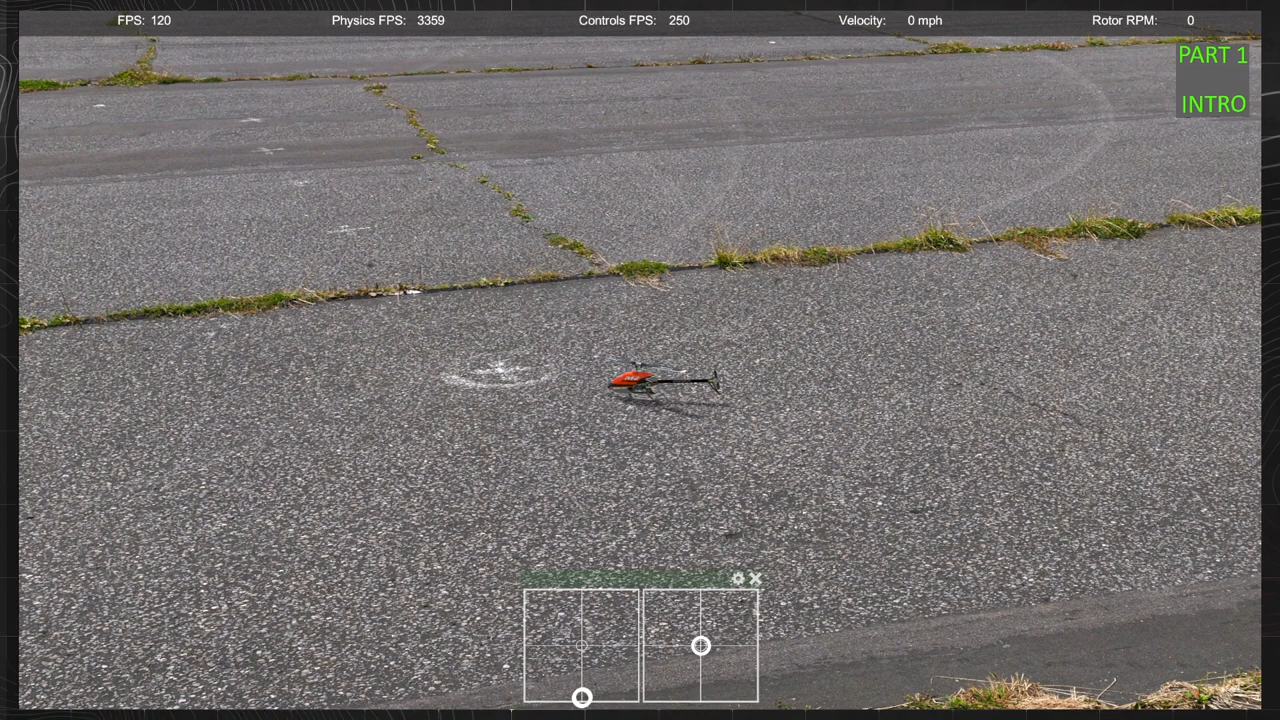 FPS: 120 Physics FPS: 3359 Controls FPS: 250 Velocity: 0 mph Rotor RPM: 0
PART 1
INTRO